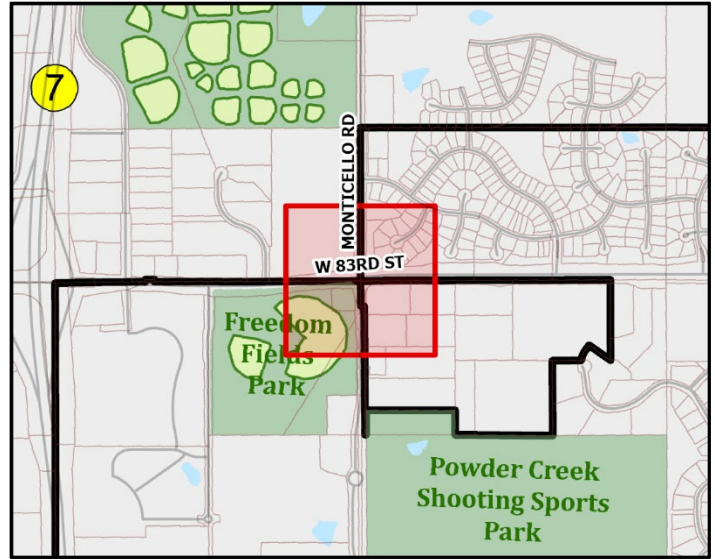 7
MONTICELLO RD
W 83RD ST
Freedom
Fields
Park
Powder Creek
Shooting Sports
Park